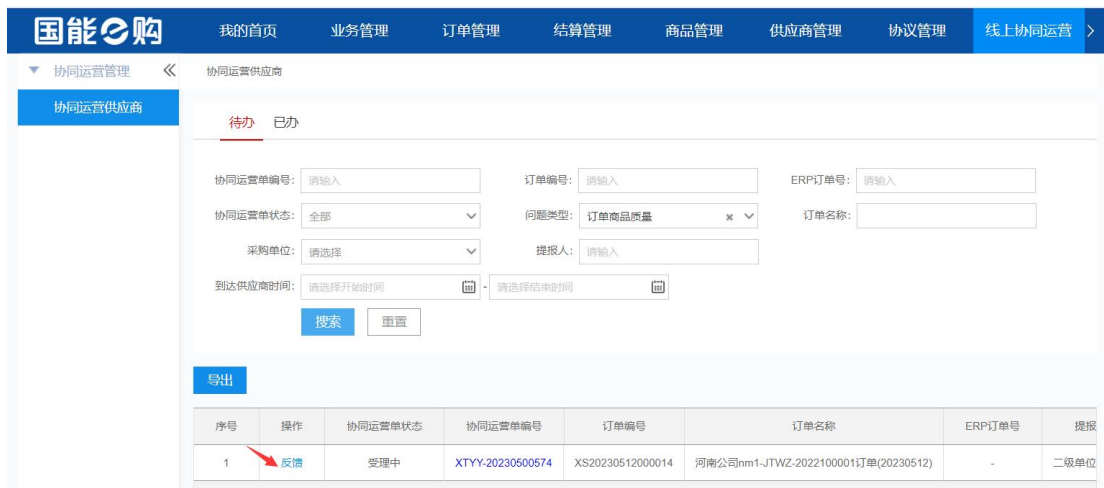 国能e购 我的首页 业务管理 订单管理 结算管理 商品管理 供应商管理 协议管理 线上协同运营
协同运营管理 协同运营供应商
协同运营供应商
待办 已办
协同运营单编号: 请输入 订单编号: 请输入 ERP订单号: 请输入
协同运营单状态: 全部 问题类型: 订单商品质量 订单名称:
采购单位: 请选择 提报人: 请输入
到达供应商时间: 请选择开始时间 - 请选择结束时间
搜索 重置
导出
序号 操作 协同运营单状态 协同运营单编号 订单编号 订单名称 ERP订单号 提报
1 反馈 受理中 XTYY-20230500574 XS20230512000014 河南公司nm1-JTWZ-2022100001订单(20230512) - 二级单位